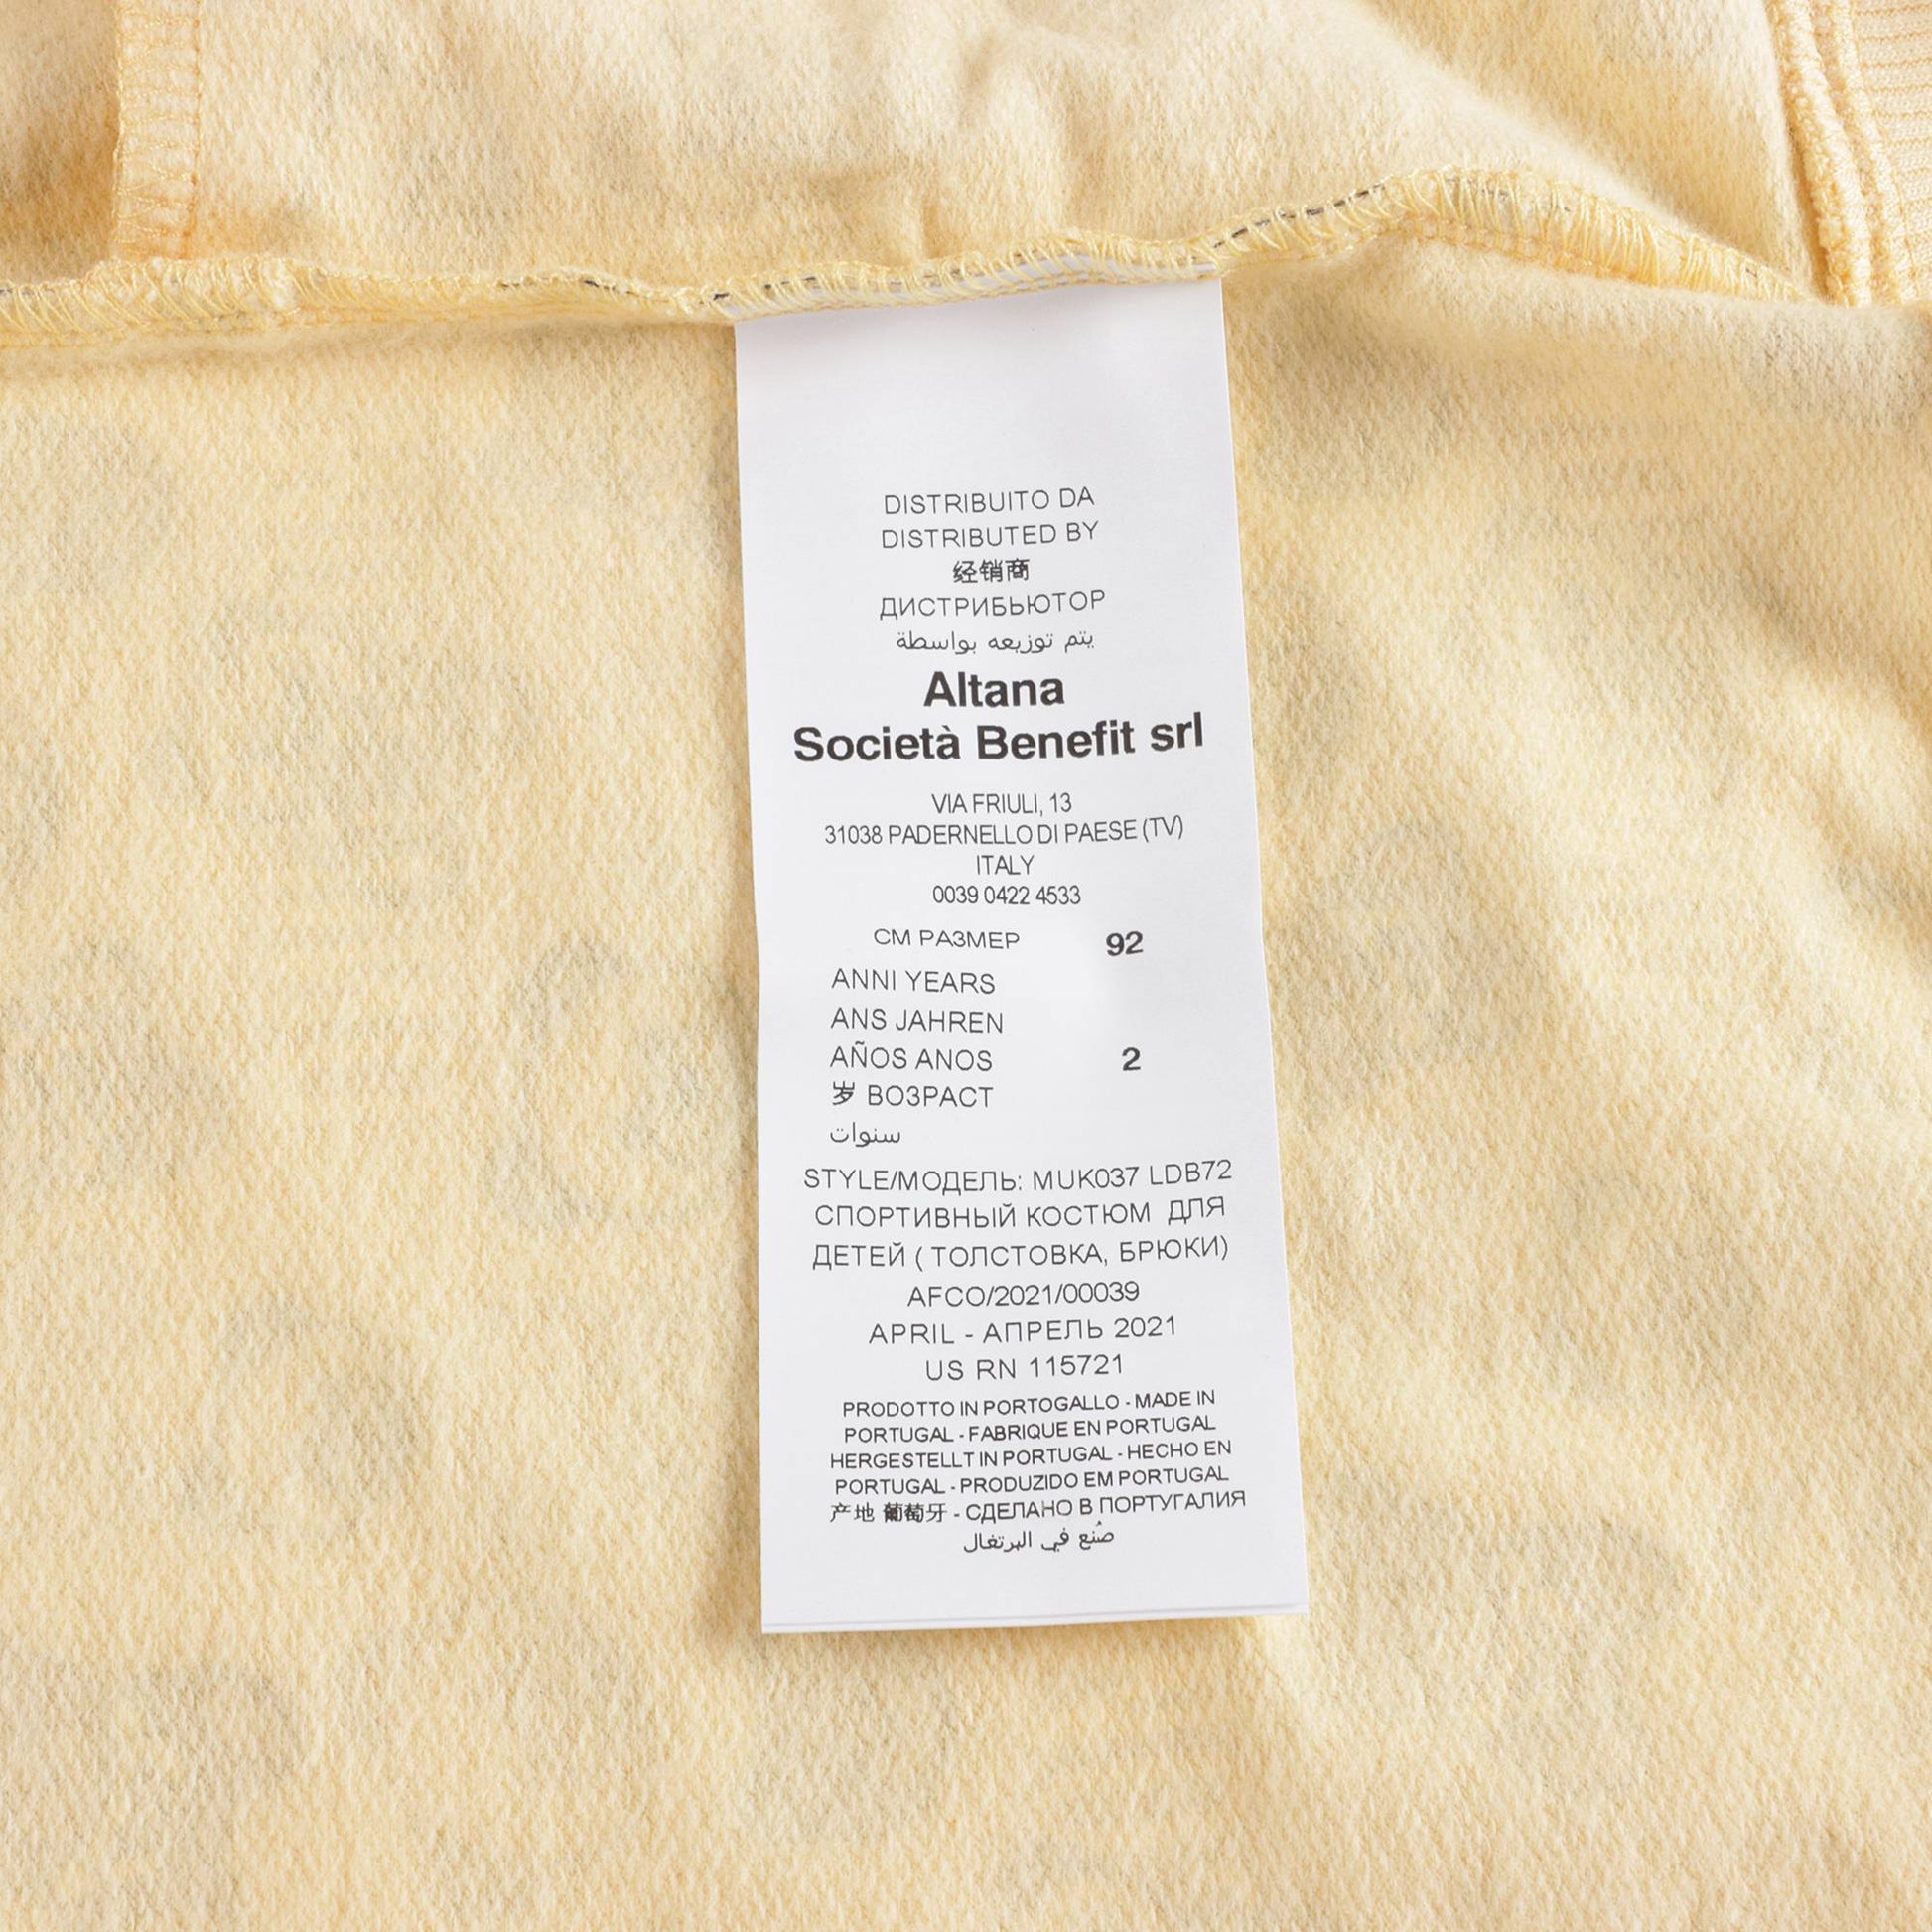 DISTRIBUITO DA
DISTRIBUTED BY
经销商
ДИСТРИБЬЮТОР
يتم توزيعه بواسطة
Altana
Società Benefit srl
VIA FRIULI, 13
31038 PADERNELLO DI PAESE (TV)
ITALY
0039 0422 4533
CM РАЗМЕР 92
ANNI YEARS
ANS JAHREN
AÑOS ANOS 2
岁 ВОЗРАСТ
سنوات
STYLE/МОДЕЛЬ: MUK037 LDB72
СПОРТИВНЫЙ КОСТЮМ ДЛЯ
ДЕТЕЙ ( ТОЛСТОВКА, БРЮКИ)
AFCO/2021/00039
APRIL - АПРЕЛЬ 2021
US RN 115721
PRODOTTO IN PORTOGALLO - MADE IN
PORTUGAL - FABRIQUE EN PORTUGAL
HERGESTELLT IN PORTUGAL - HECHO EN
PORTUGAL - PRODUZIDO EM PORTUGAL
产地 葡萄牙 - СДЕЛАНО В ПОРТУГАЛИЯ
صُنع في البرتغال